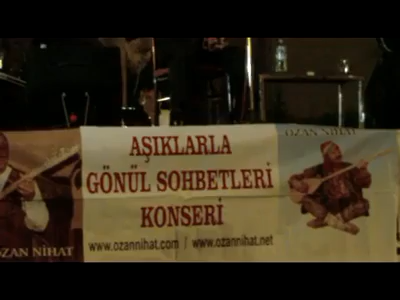 OZAN NİHAT
AŞIKLARLA
GÖNÜL SOHBETLERİ
KONSERİ
www.ozannihat.com / www.ozannihat.net
OZAN NİHAT